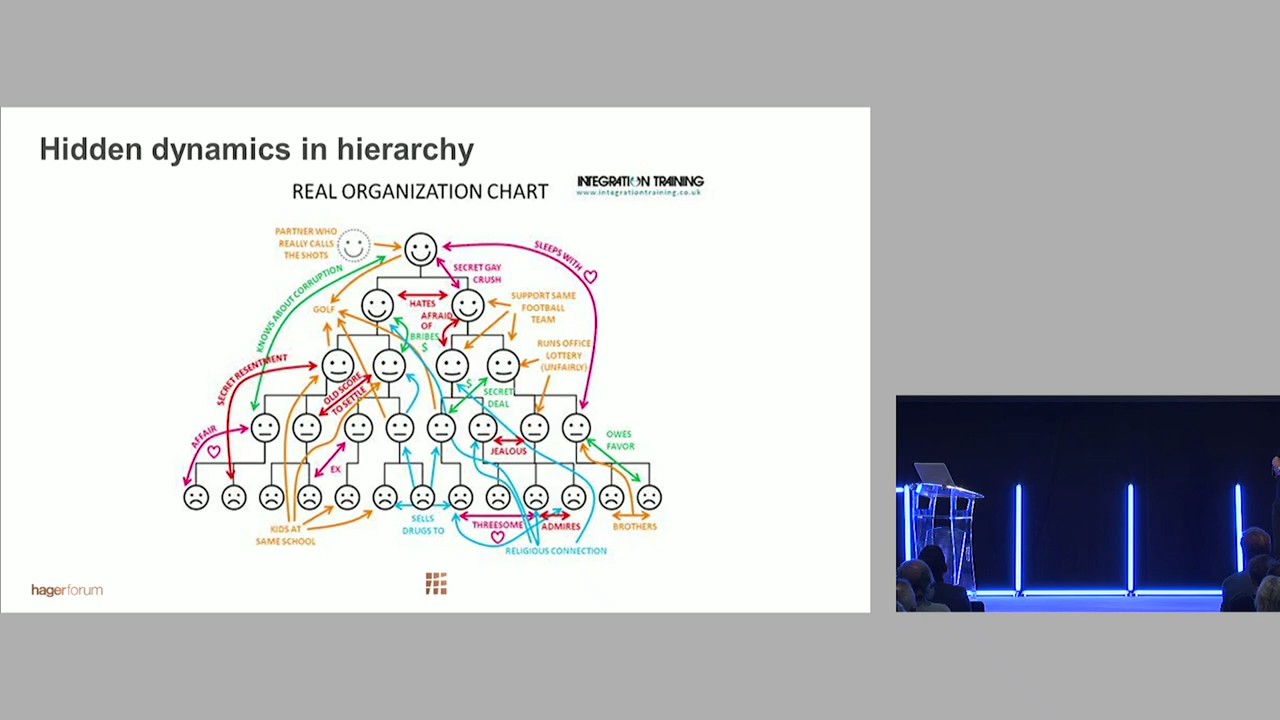 Hidden dynamics in hierarchy
REAL ORGANIZATION CHART
INTEGRATION TRAINING
www.integrationtraining.co.uk
PARTNER WHO
REALLY CALLS
THE SHOTS
SLEEPS WITH
SECRET GAY
CRUSH
KNOWS ABOUT CORRUPTION
GOLF
HATES
AFRAID
OF
BRIBES
$
SUPPORT SAME
FOOTBALL
TEAM
RUNS OFFICE
LOTTERY
(UNFAIRLY)
SECRET RESENTMENT
OLD SCORE
TO SETTLE
$
SECRET
DEAL
AFFAIR
EX
JEALOUS
OWES
FAVOR
KIDS AT
SAME SCHOOL
SELLS
DRUGS TO
THREESOME
ADMIRES
BROTHERS
RELIGIOUS CONNECTION
hagerforum